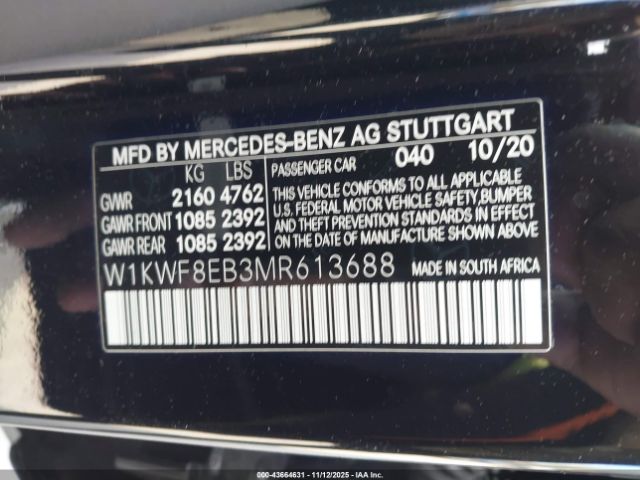 MFD BY MERCEDES-BENZ AG STUTTGART
KG LBS
GVWR 2160 4762
GAWR FRONT 1085 2392
GAWR REAR 1085 2392
PASSENGER CAR 040 10/20
THIS VEHICLE CONFORMS TO ALL APPLICABLE
U.S. FEDERAL MOTOR VEHICLE SAFETY, BUMPER
AND THEFT PREVENTION STANDARDS IN EFFECT
ON THE DATE OF MANUFACTURE SHOWN ABOVE
W1KWF8EB3MR613688 MADE IN SOUTH AFRICA
000-43664631 - 11/12/2025 - IAAI.com